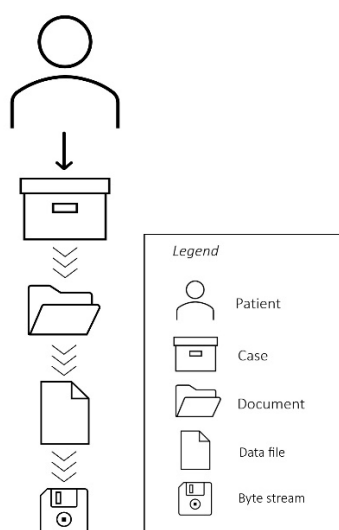 Legend
Patient
Case
Document
Data file
Byte stream